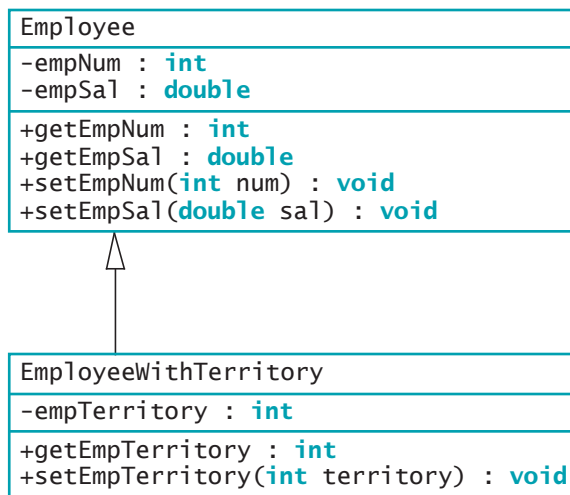 Employee
-empNum : int
-empSal : double
+getEmpNum : int
+getEmpSal : double
+setEmpNum(int num) : void
+setEmpSal(double sal) : void
EmployeeWithTerritory
-empTerritory : int
+getEmpTerritory : int
+setEmpTerritory(int territory) : void